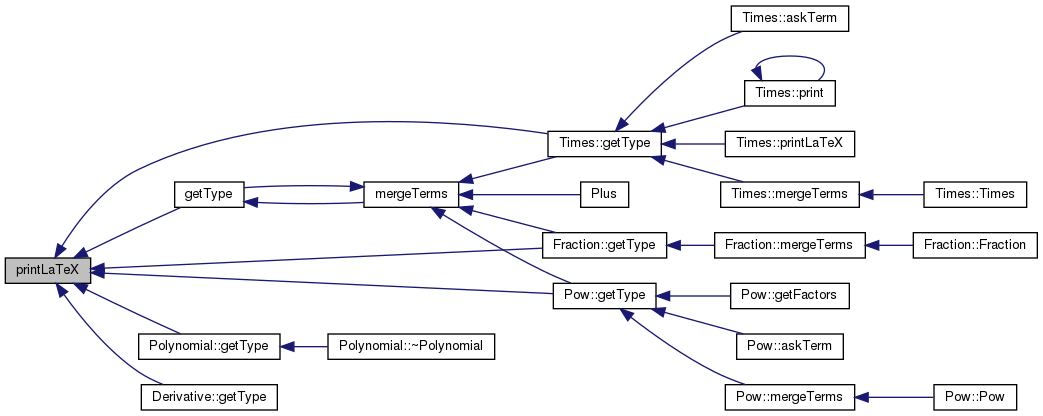 Times::askTerm
Times::print
Times::getType
Times::printLaTeX
getType
mergeTerms
Plus
Times::mergeTerms
Times::Times
Fraction::getType
Fraction::mergeTerms
Fraction::Fraction
printLaTeX
Pow::getType
Pow::getFactors
Polynomial::getType
Polynomial::~Polynomial
Pow::askTerm
Derivative::getType
Pow::mergeTerms
Pow::Pow